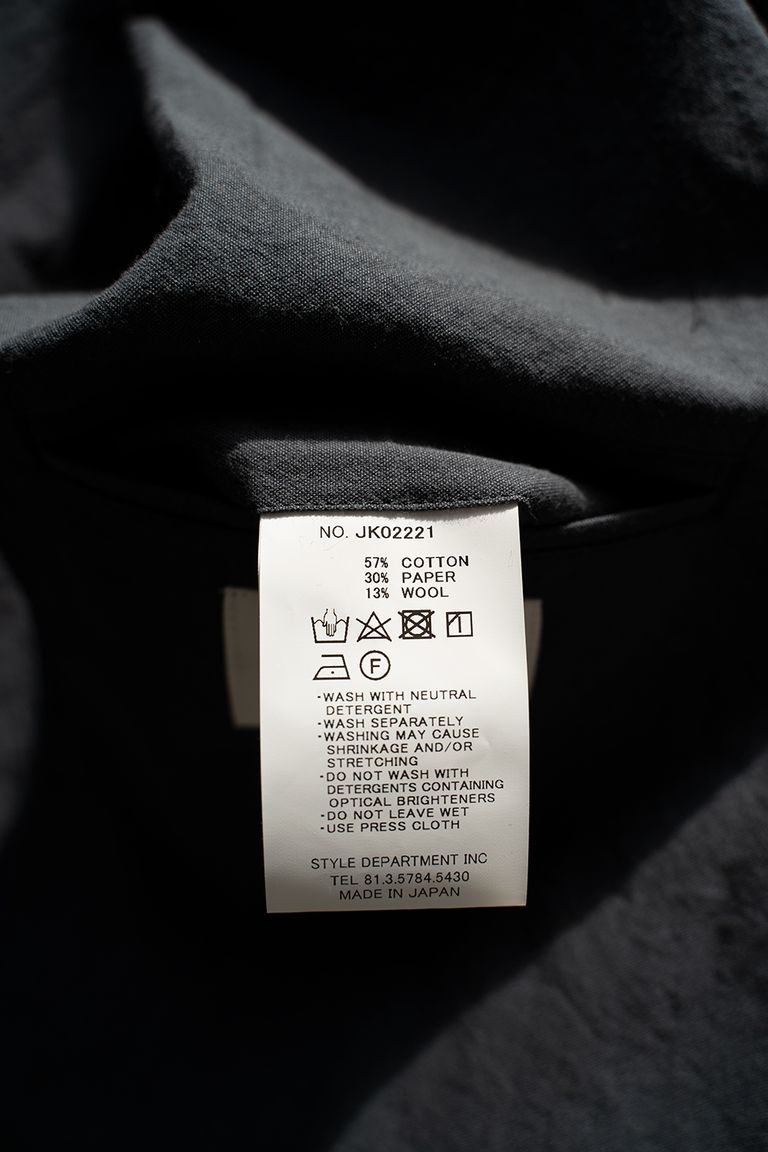 NO. JK02221
57% COTTON
30% PAPER
13% WOOL
1
F
·WASH WITH NEUTRAL
DETERGENT
·WASH SEPARATELY
·WASHING MAY CAUSE
SHRINKAGE AND/OR
STRETCHING
·DO NOT WASH WITH
DETERGENTS CONTAINING
OPTICAL BRIGHTENERS
·DO NOT LEAVE WET
·USE PRESS CLOTH
STYLE DEPARTMENT INC
TEL 81.3.5784.5430
MADE IN JAPAN